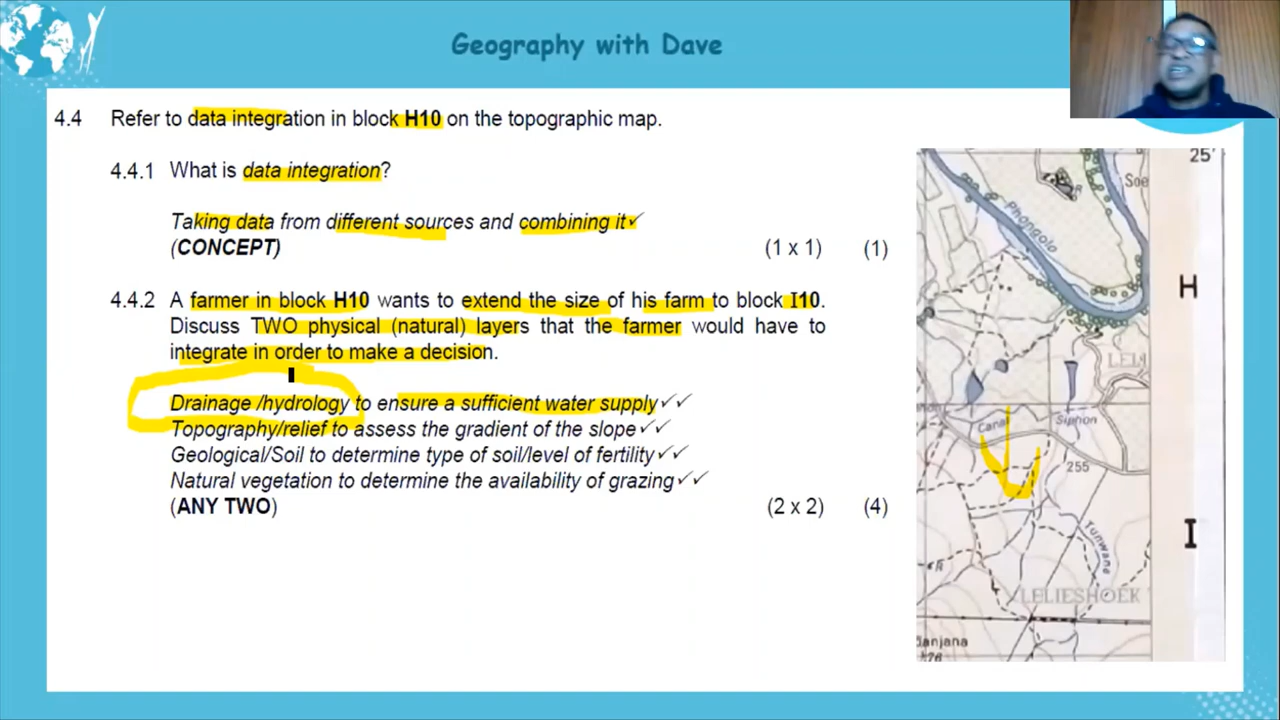 Geography with Dave
4.4 Refer to data integration in block H10 on the topographic map.
4.4.1 What is data integration?
Taking data from different sources and combining it✓
(CONCEPT) (1 x 1) (1)
4.4.2 A farmer in block H10 wants to extend the size of his farm to block I10.
Discuss TWO physical (natural) layers that the farmer would have to
integrate in order to make a decision.
Drainage /hydrology to ensure a sufficient water supply✓✓
Topography/relief to assess the gradient of the slope✓✓
Geological/Soil to determine type of soil/level of fertility✓✓
Natural vegetation to determine the availability of grazing✓✓
(ANY TWO) (2 x 2) (4)
25'
Soe
Phongolo
H
Canal
Siphon
255
Tunwane
I
LELIESHOEK